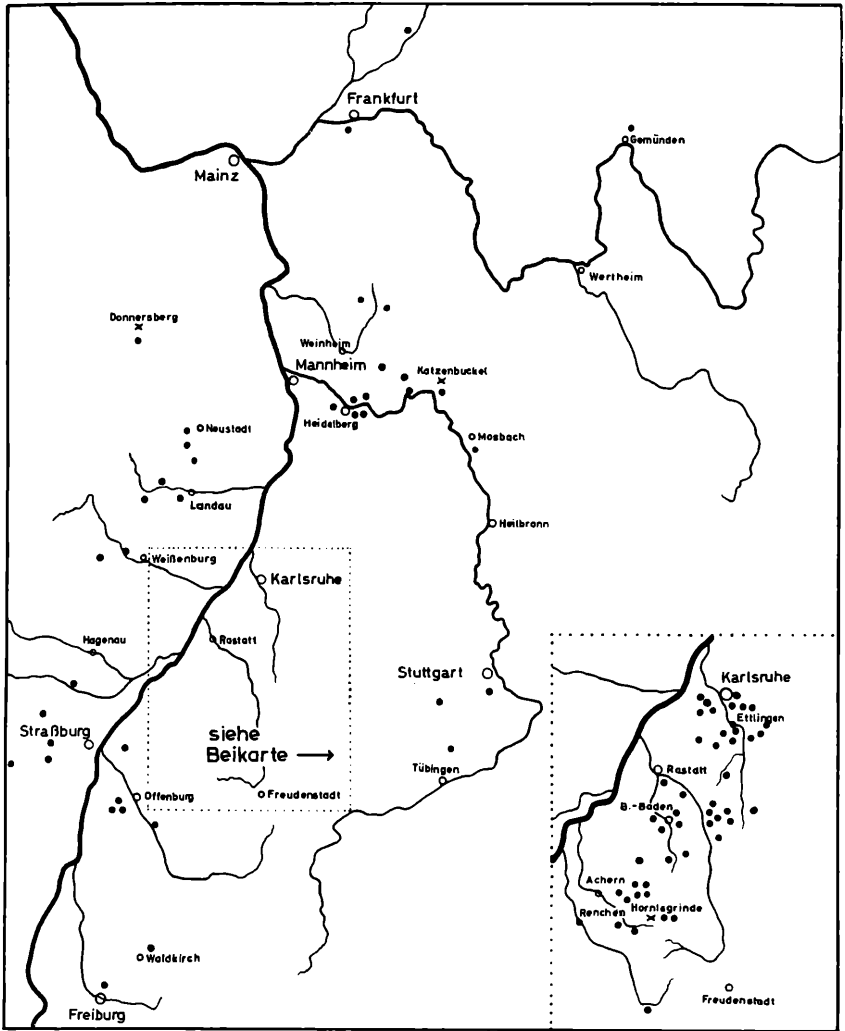 Frankfurt
Gemünden
Mainz
Wertheim
Donnersberg
Weinheim
Mannheim
Katzenbuckel
Heidelberg
Neustadt
Mosbach
Landau
Heilbronn
Weißenburg
Karlsruhe
Hagenau
Rastatt
Stuttgart
Straßburg
siehe
Beikarte →
Tübingen
Offenburg
Freudenstadt
Waldkirch
Freiburg
Karlsruhe
Ettlingen
Rastatt
B.-Baden
Achern
Hornisgrinde
Renchen
Freudenstadt